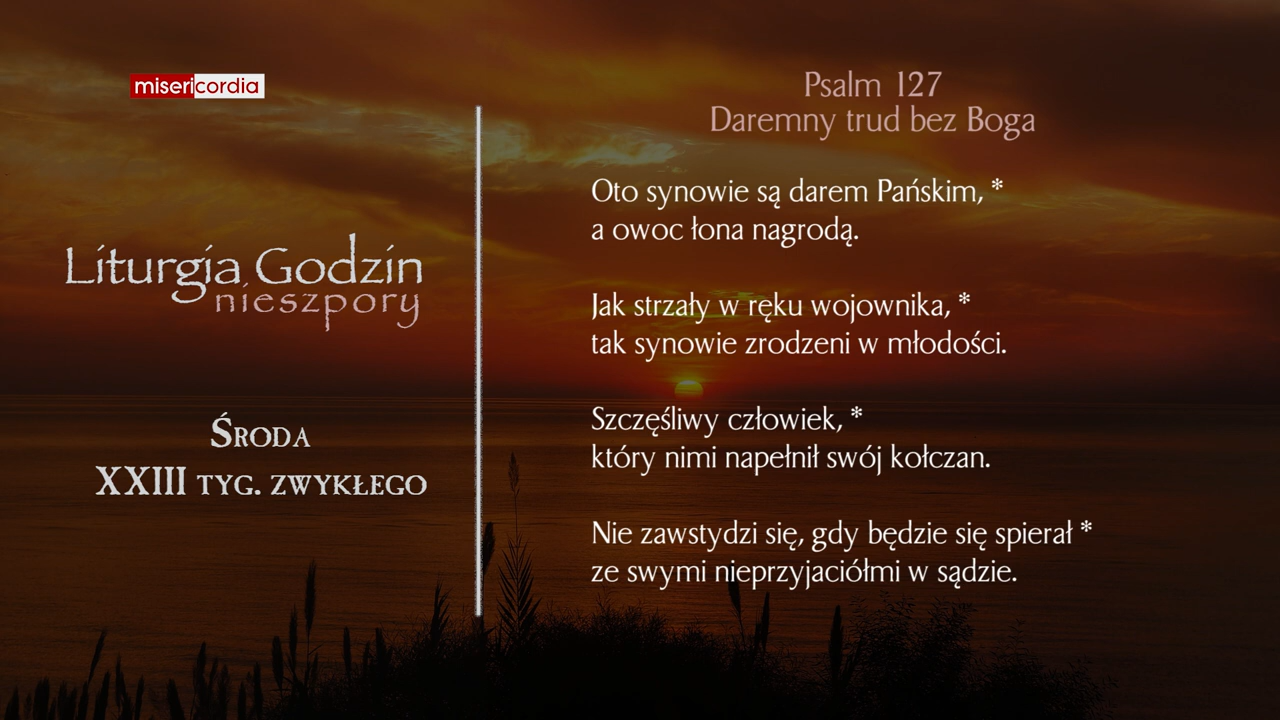 misericordia
Liturgia Godzin
nieszpory
Środa
XXIII tyg. zwykłego
Psalm 127
Daremny trud bez Boga
Oto synowie są darem Pańskim, *
a owoc łona nagrodą.
Jak strzały w ręku wojownika, *
tak synowie zrodzeni w młodości.
Szczęśliwy człowiek, *
który nimi napełnił swój kołczan.
Nie zawstydzi się, gdy będzie się spierał *
ze swymi nieprzyjaciółmi w sądzie.